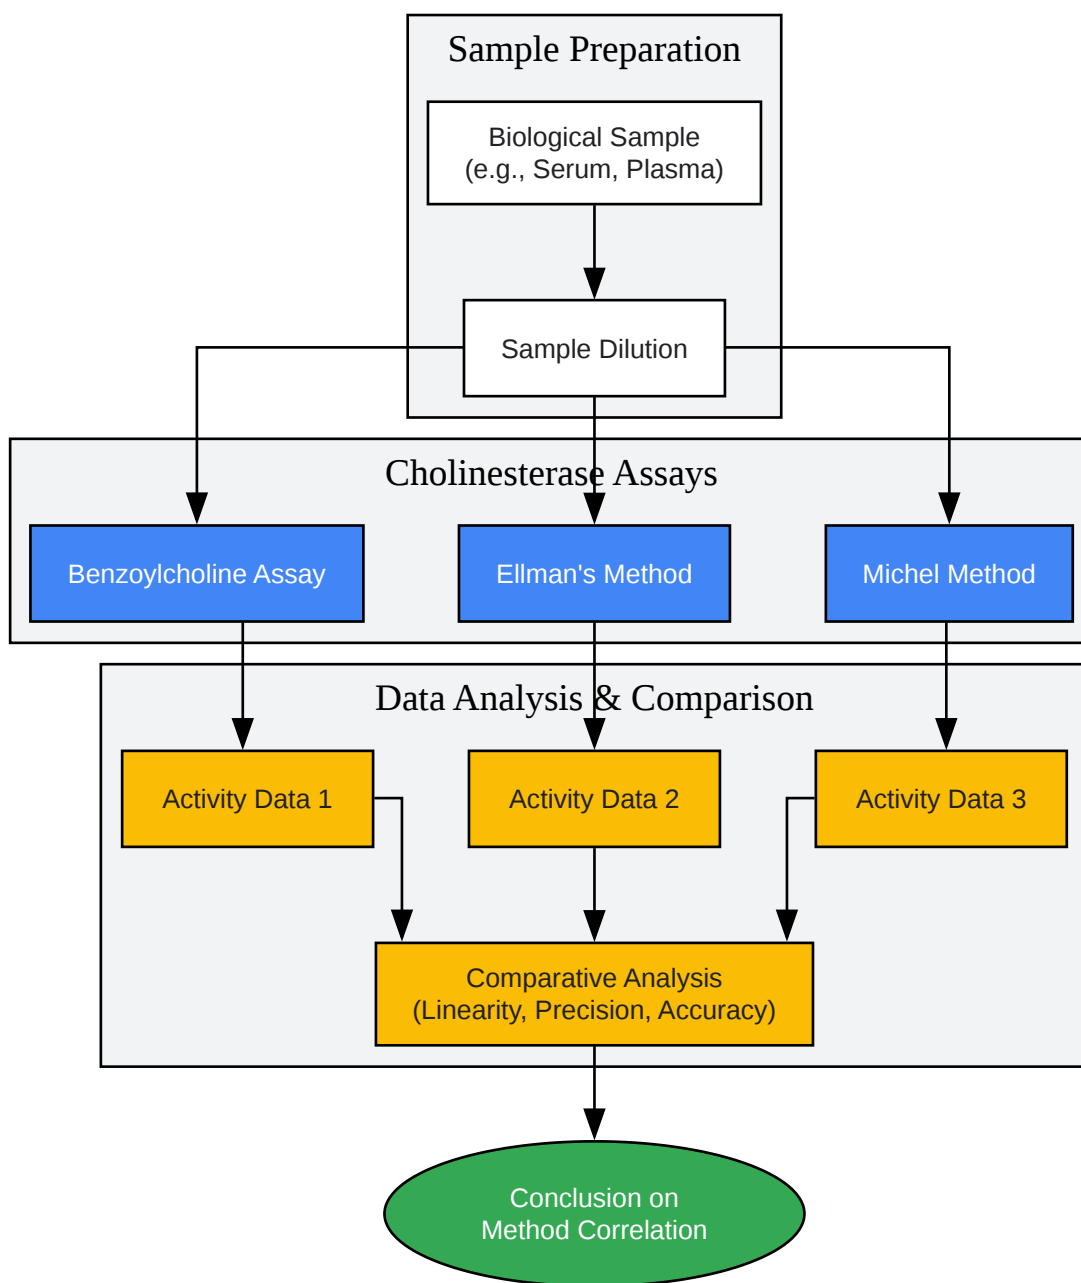 Sample Preparation
Biological Sample
(e.g., Serum, Plasma)
Sample Dilution
Cholinesterase Assays
Benzoylcholine Assay
Ellman's Method
Michel Method
Data Analysis & Comparison
Activity Data 1
Activity Data 2
Activity Data 3
Comparative Analysis
(Linearity, Precision, Accuracy)
Conclusion on
Method Correlation